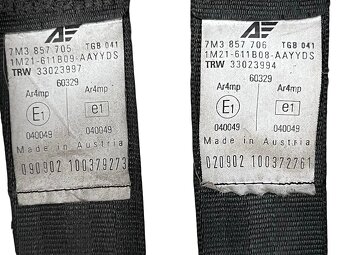 7M3 857 705 TGB 041
1M21-611B09-AAYYDS
TRW 33023997
60329
Ar4mp Ar4mp
E1 e1
040049 040049
Made in Austria
090902 100379273
7M3 857 706 TGB 041
1M21-611B08-AAYYDS
TRW 33023994
60329
Ar4mp Ar4mp
E1 e1
040049 040049
Made in Austria
020902 100372761